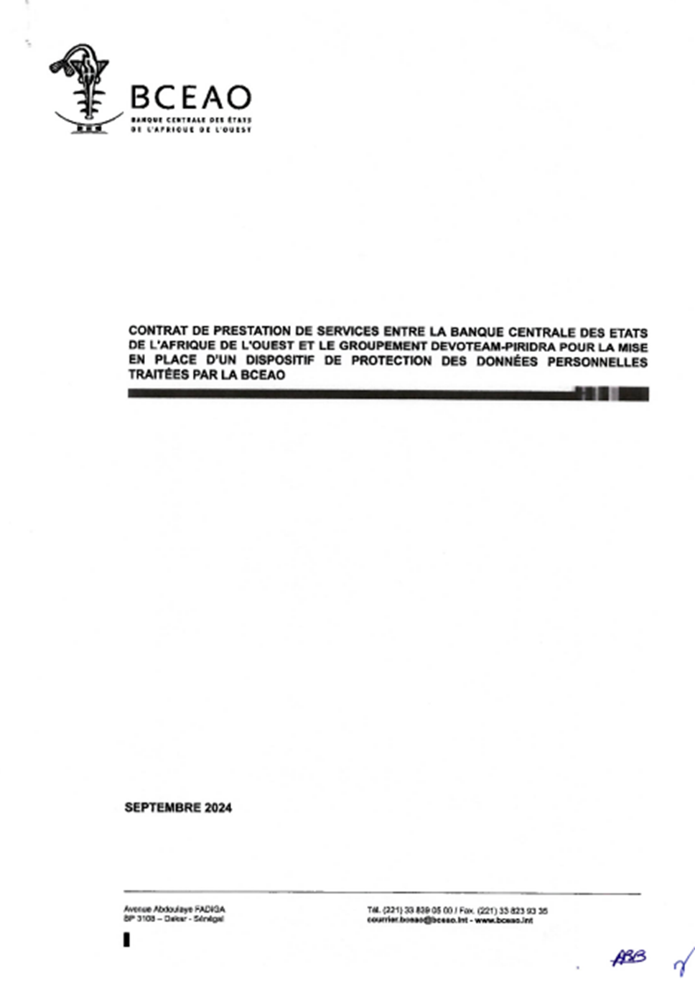 BCEAO
BANQUE CENTRALE DES ÉTATS
DE L'AFRIQUE DE L'OUEST
CONTRAT DE PRESTATION DE SERVICES ENTRE LA BANQUE CENTRALE DES ETATS
DE L'AFRIQUE DE L'OUEST ET LE GROUPEMENT DEVOTEAM-PIRIDRA POUR LA MISE
EN PLACE D'UN DISPOSITIF DE PROTECTION DES DONNÉES PERSONNELLES
TRAITÉES PAR LA BCEAO
SEPTEMBRE 2024
Avenue Abdoulaye FADIGA
BP 3108 – Dakar - Sénégal
Tél. (221) 33 839 05 00 / Fax. (221) 33 823 93 35
courrier.bceao@bceao.int - www.bceao.int
ABB